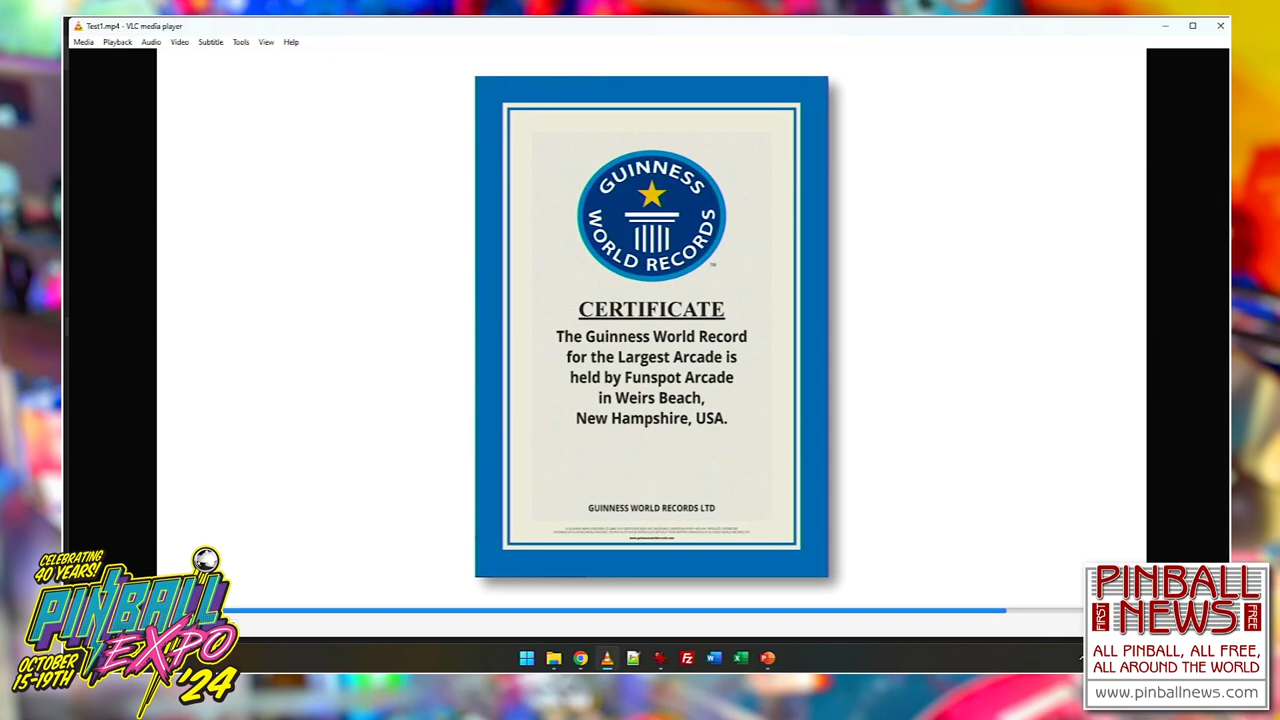 Test1.mp4 - VLC media player
Media Playback Audio Video Subtitle Tools View Help
GUINNESS
WORLD RECORDS
TM
CERTIFICATE
The Guinness World Record
for the Largest Arcade is
held by Funspot Arcade
in Weirs Beach,
New Hampshire, USA.
GUINNESS WORLD RECORDS LTD
CELEBRATING
40 YEARS!
PINBALL
EXPO
OCTOBER
15-19TH
'24
PINBALL
FIRST NEWS FREE
ALL PINBALL, ALL FREE,
ALL AROUND THE WORLD
www.pinballnews.com